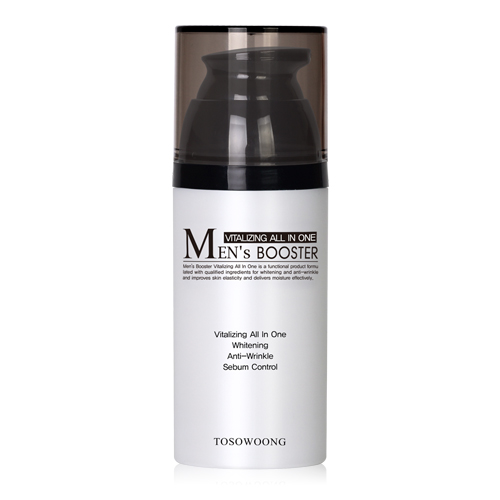 VITALIZING ALL IN ONE
MEN's BOOSTER
Men's Booster Vitalizing All In One is a functional product formu
lated with qualified ingredients for whitening and anti-wrinkle
and improves skin elasticity and delivers moisture effectively..
Vitalizing All In One
Whitening
Anti-Wrinkle
Sebum Control
TOSOWOONG